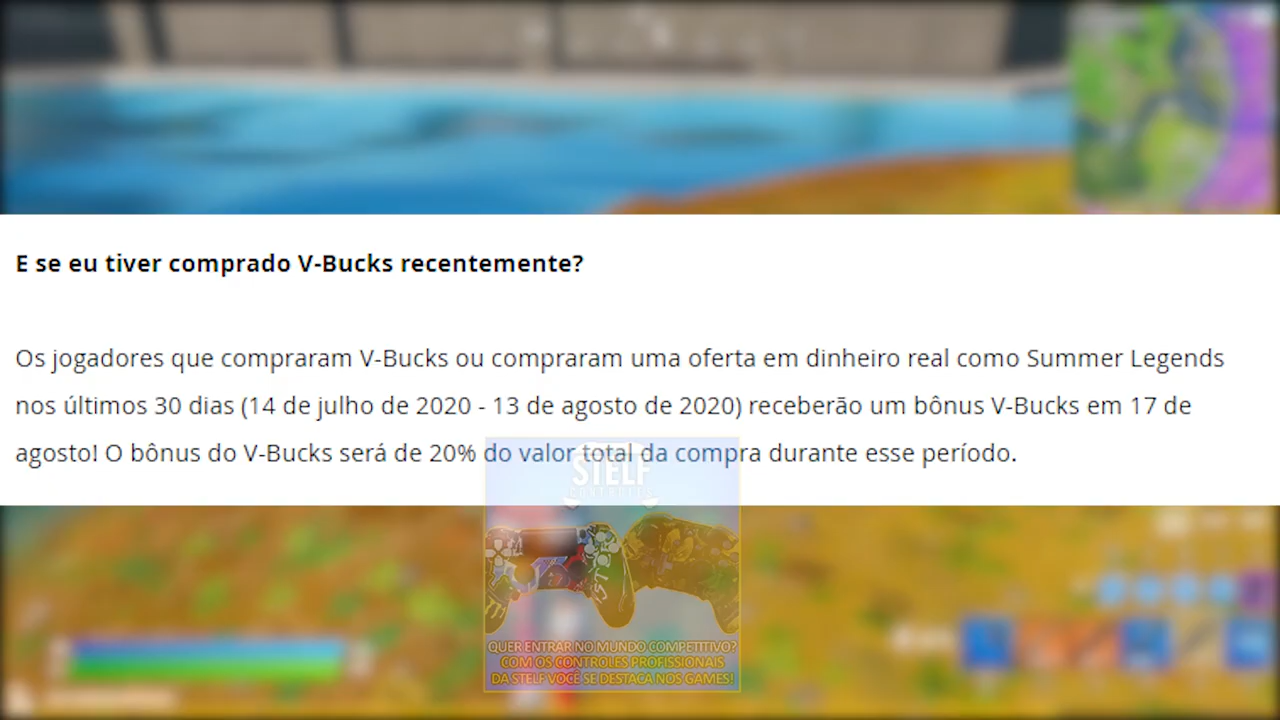 E se eu tiver comprado V-Bucks recentemente?
Os jogadores que compraram V-Bucks ou compraram uma oferta em dinheiro real como Summer Legends
nos últimos 30 dias (14 de julho de 2020 - 13 de agosto de 2020) receberão um bônus V-Bucks em 17 de
agosto! O bônus do V-Bucks será de 20% do valor total da compra durante esse período.
STELF
CONTROLES
QUER ENTRAR NO MUNDO COMPETITIVO?
COM OS CONTROLES PROFISSIONAIS
DA STELF VOCÊ SE DESTACA NOS GAMES!